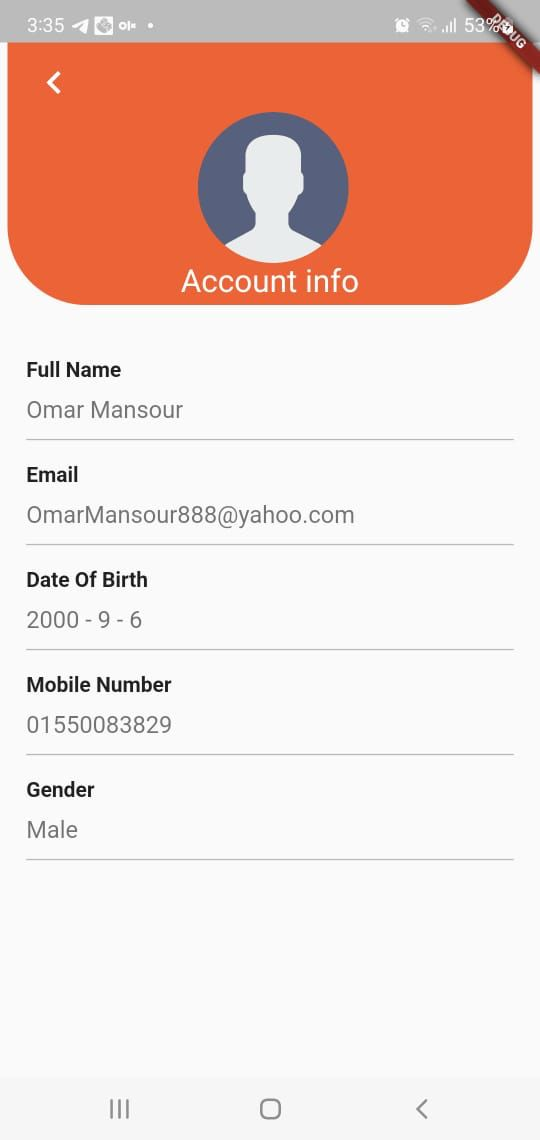 3:35
53%
DEBUG
Account info
Full Name
Omar Mansour
Email
OmarMansour888@yahoo.com
Date Of Birth
2000 - 9 - 6
Mobile Number
01550083829
Gender
Male